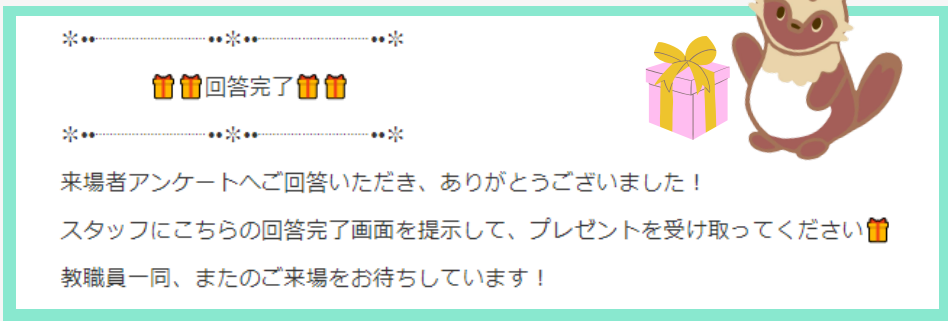 ✼••┈┈┈┈••✼••┈┈┈┈••✼
🎁🎁回答完了🎁🎁
✼••┈┈┈┈••✼••┈┈┈┈••✼
来場者アンケートへご回答いただき、ありがとうございました！
スタッフにこちらの回答完了画面を提示して、プレゼントを受け取ってください🎁
教職員一同、またのご来場をお待ちしています！